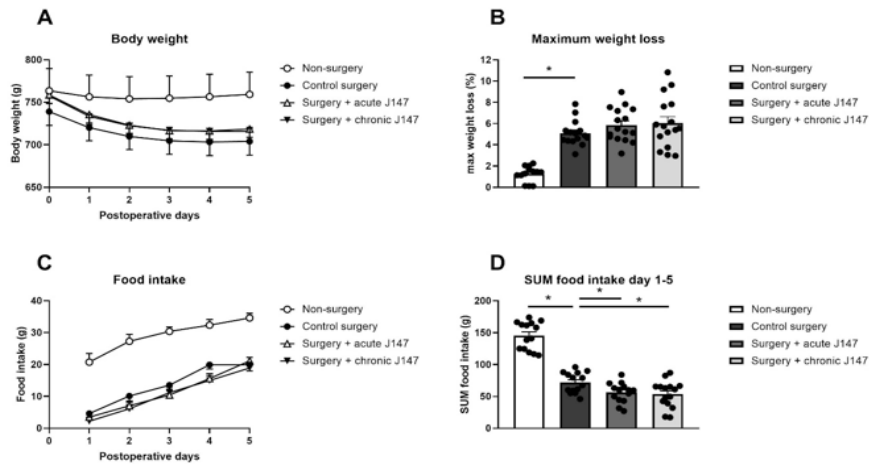 A
Body weight
Body weight (g)
800
750
700
650
0 1 2 3 4 5
Postoperative days
Non-surgery
Control surgery
Surgery + acute J147
Surgery + chronic J147
B
Maximum weight loss
max weight loss (%)
12
10
8
6
4
2
0
*
Non-surgery
Control surgery
Surgery + acute J147
Surgery + chronic J147
C
Food intake
Food intake (g)
40
30
20
10
0
0 1 2 3 4 5
Postoperative days
Non-surgery
Control surgery
Surgery + acute J147
Surgery + chronic J147
D
SUM food intake day 1-5
SUM food intake (g)
200
150
100
50
0
*
*
*
Non-surgery
Control surgery
Surgery + acute J147
Surgery + chronic J147